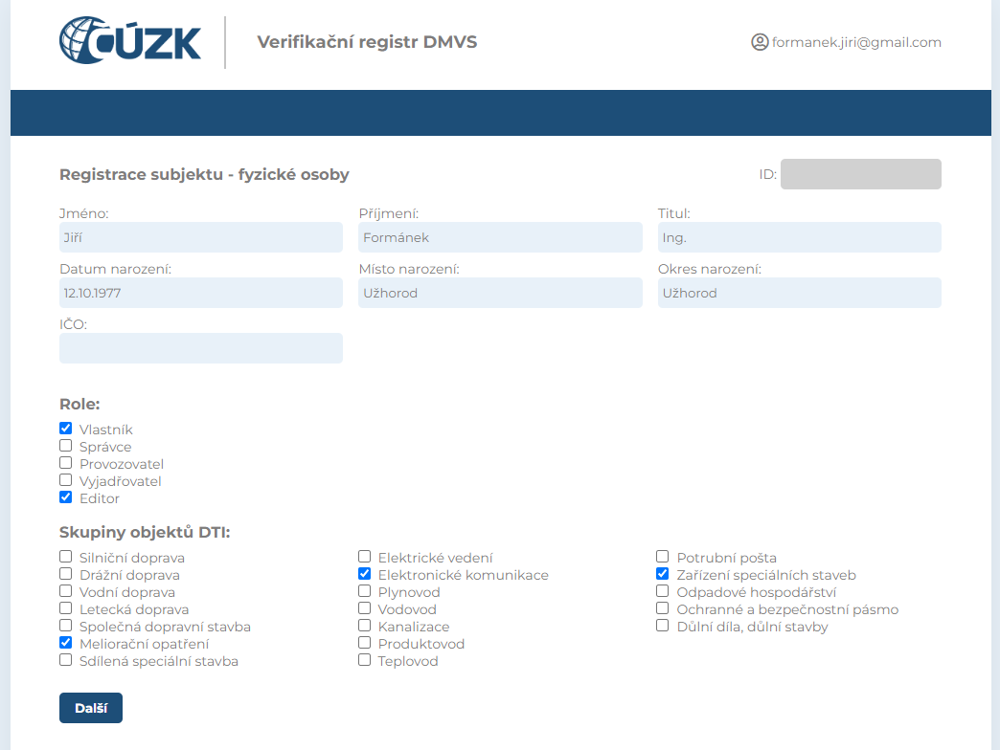 ČÚZK
Verifikační registr DMVS
formanek.jiri@gmail.com
Registrace subjektu - fyzické osoby
ID:
Jméno:
Příjmení:
Titul:
Jiří
Formánek
Ing.
Datum narození:
Místo narození:
Okres narození:
12.10.1977
Užhorod
Užhorod
IČO:
Role:
Vlastník
Správce
Provozovatel
Vyjadřovatel
Editor
Skupiny objektů DTI:
Silniční doprava
Drážní doprava
Vodní doprava
Letecká doprava
Společná dopravní stavba
Meliorační opatření
Sdílená speciální stavba
Elektrické vedení
Elektronické komunikace
Plynovod
Vodovod
Kanalizace
Produktovod
Teplovod
Potrubní pošta
Zařízení speciálních staveb
Odpadové hospodářství
Ochranné a bezpečnostní pásmo
Důlní díla, důlní stavby
Další